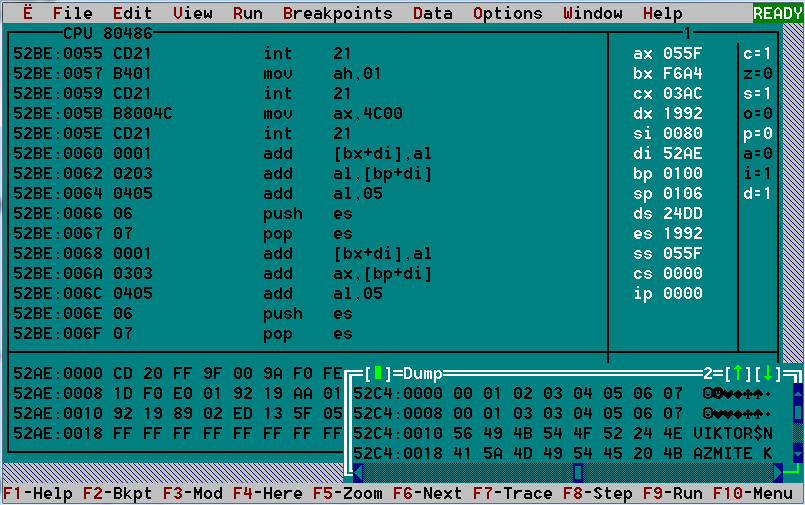 Ë File Edit View Run Breakpoints Data Options Window Help READY
CPU 80486 1
52BE:0055 CD21 int 21 ax 055F c=1
52BE:0057 B401 mov ah,01 bx F6A4 z=0
52BE:0059 CD21 int 21 cx 03AC s=1
52BE:005B B8004C mov ax,4C00 dx 1992 o=0
52BE:005E CD21 int 21 si 0080 p=0
52BE:0060 0001 add [bx+di],al di 52AE a=0
52BE:0062 0203 add al,[bp+di] bp 0100 i=1
52BE:0064 0405 add al,05 sp 0106 d=1
52BE:0066 06 push es ds 24DD
52BE:0067 07 pop es es 1992
52BE:0068 0001 add [bx+di],al ss 055F
52BE:006A 0303 add ax,[bp+di] cs 0000
52BE:006C 0405 add al,05 ip 0000
52BE:006E 06 push es
52BE:006F 07 pop es
52AE:0000 CD 20 FF 9F 00 9A F0 FE
52AE:0008 1D F0 E0 01 92 19 AA 01
52AE:0010 92 19 89 02 ED 13 5F 05
52AE:0018 FF FF FF FF FF FF FF FF
[▮]=Dump 2=[↑][↓]
52C4:0000 00 01 02 03 04 05 06 07 0☺☻♥♦♣♠•
52C4:0008 00 01 03 03 04 05 06 07 0☺♥♥♦♣♠•
52C4:0010 56 49 4B 54 4F 52 24 4E VIKTOR$N
52C4:0018 41 5A 4D 49 54 45 20 4B AZMITE K
F1-Help F2-Bkpt F3-Mod F4-Here F5-Zoom F6-Next F7-Trace F8-Step F9-Run F10-Menu